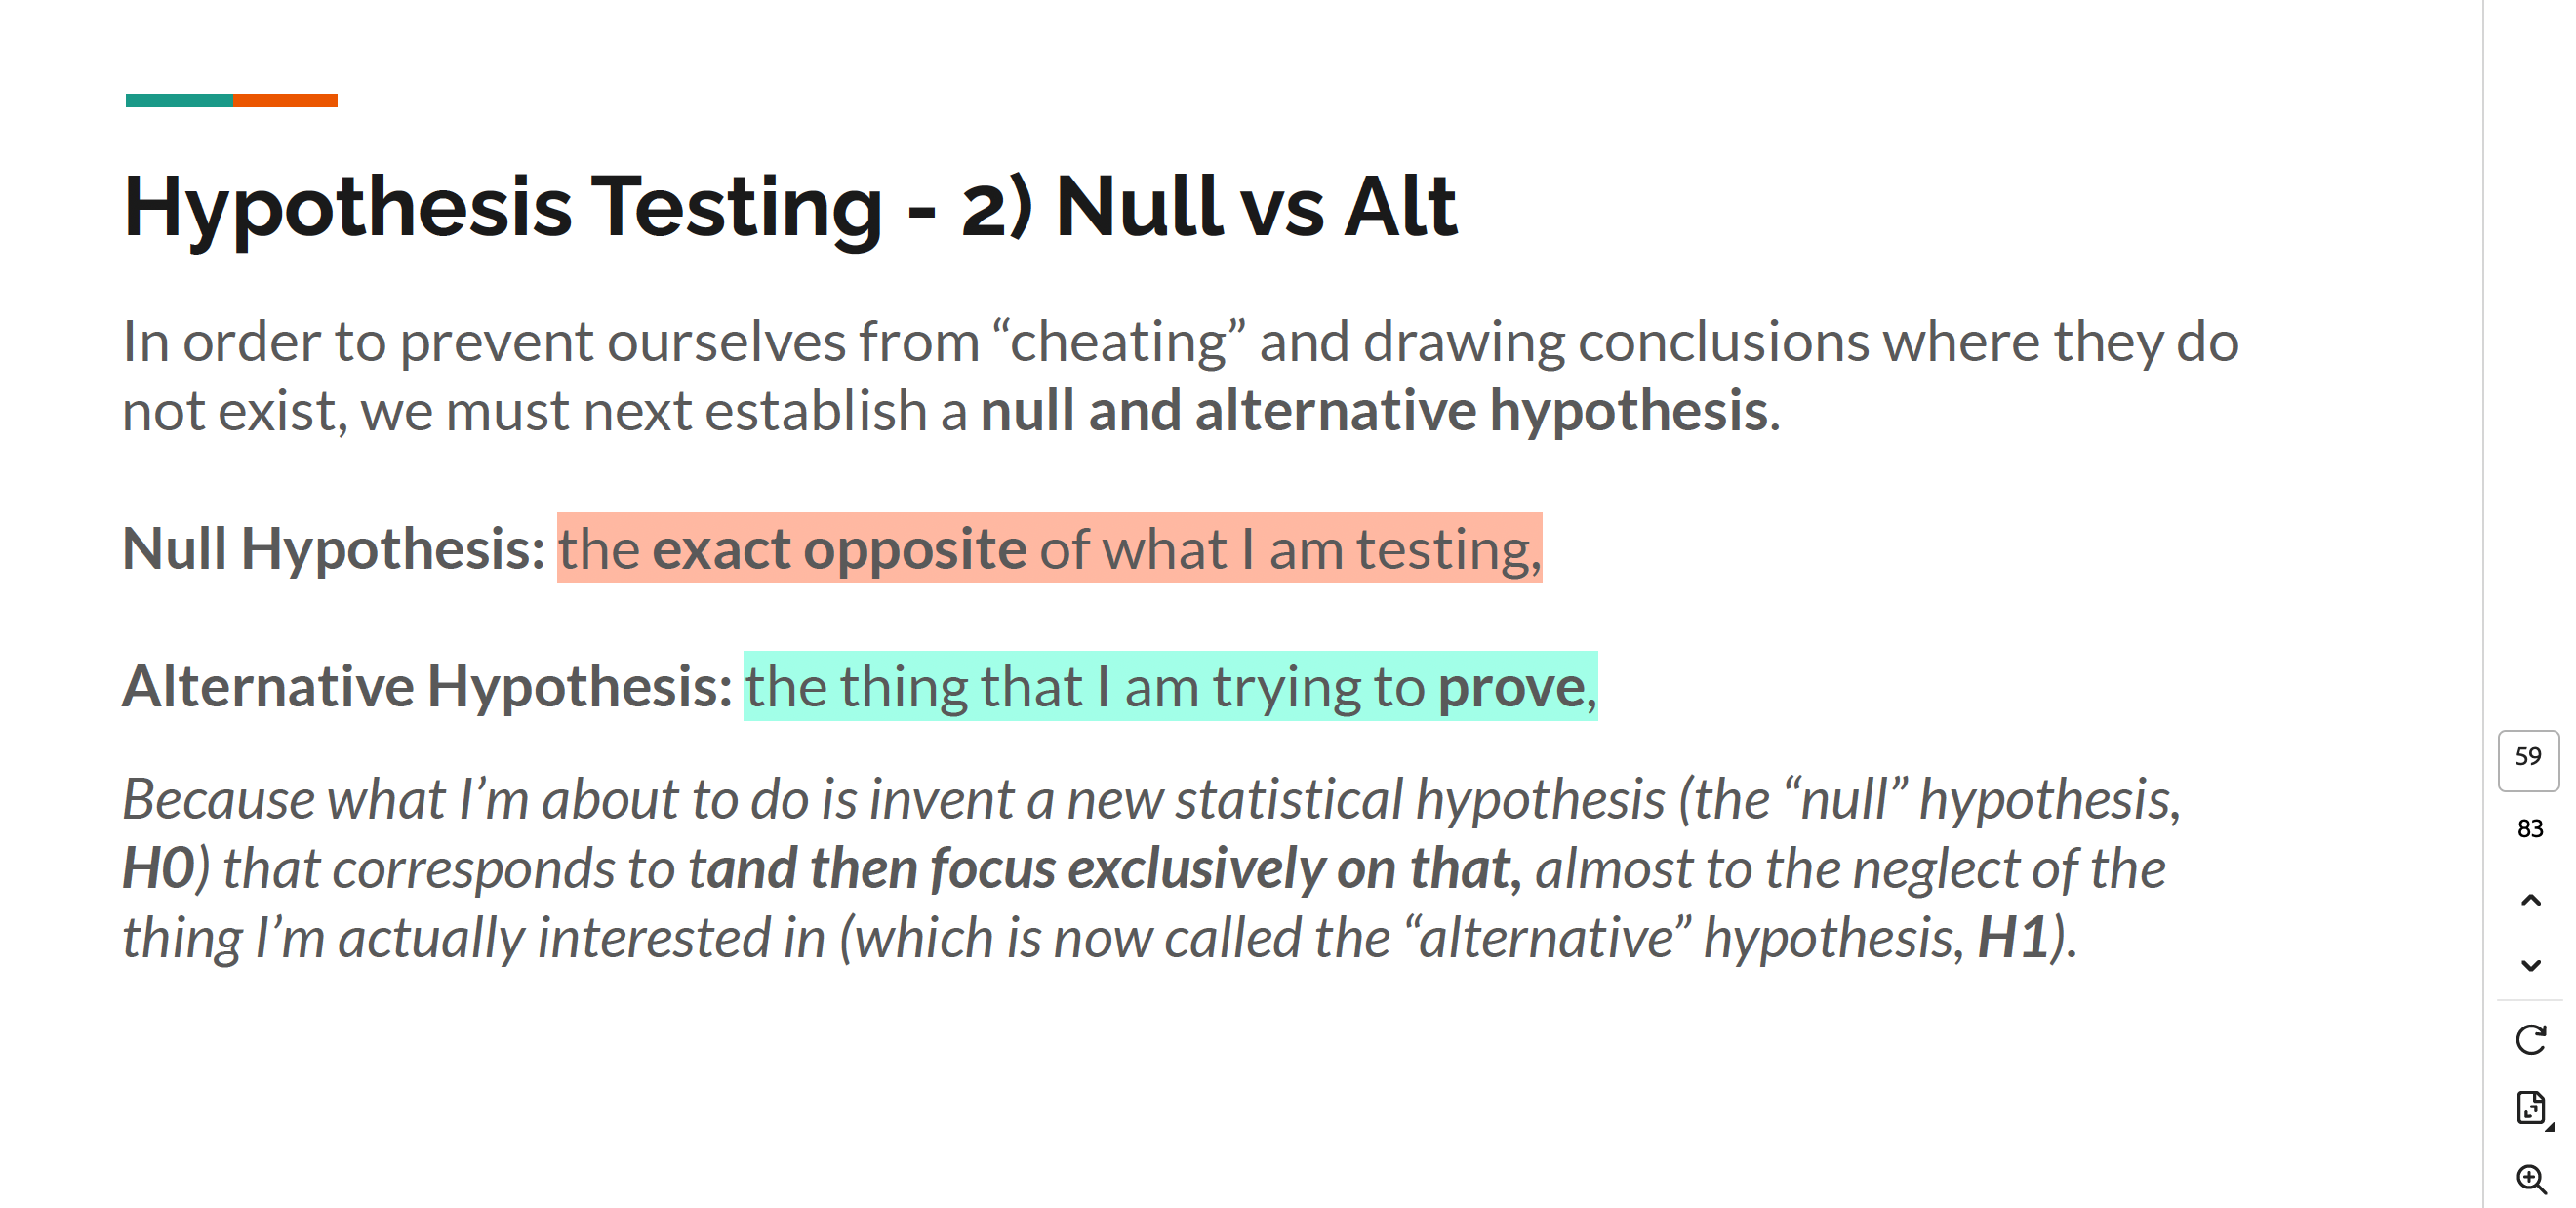 Hypothesis Testing - 2) Null vs Alt
In order to prevent ourselves from “cheating” and drawing conclusions where they do
not exist, we must next establish a null and alternative hypothesis.
Null Hypothesis: the exact opposite of what I am testing,
Alternative Hypothesis: the thing that I am trying to prove,
Because what I’m about to do is invent a new statistical hypothesis (the “null” hypothesis,
H0) that corresponds to tand then focus exclusively on that, almost to the neglect of the
thing I’m actually interested in (which is now called the “alternative” hypothesis, H1).
59
83